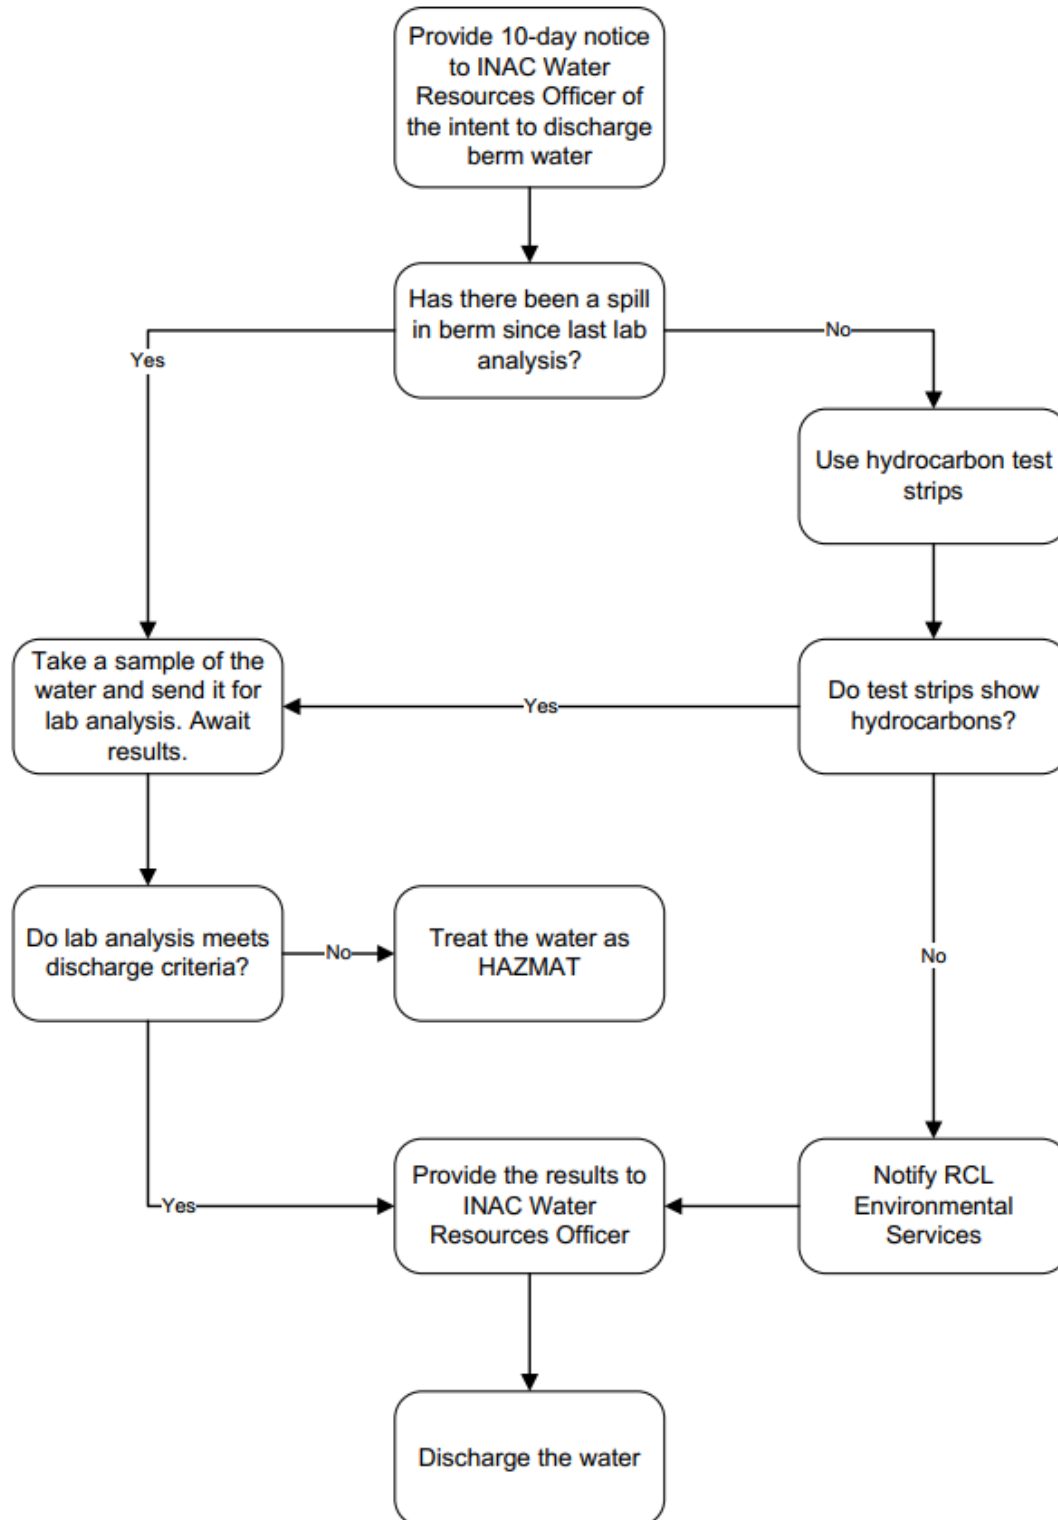 Provide 10-day notice
to INAC Water
Resources Officer of
the intent to discharge
berm water
Has there been a spill
in berm since last lab
analysis?
Yes
No
Use hydrocarbon test
strips
Take a sample of the
water and send it for
lab analysis. Await
results.
Yes
Do test strips show
hydrocarbons?
Do lab analysis meets
discharge criteria?
No
Treat the water as
HAZMAT
No
Yes
Provide the results to
INAC Water
Resources Officer
Notify RCL
Environmental
Services
Discharge the water